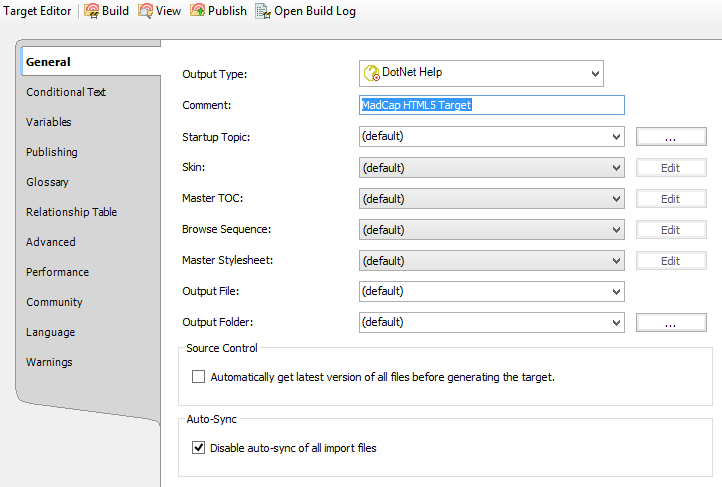 Target Editor Build View Publish Open Build Log
General
Conditional Text
Variables
Publishing
Glossary
Relationship Table
Advanced
Performance
Community
Language
Warnings
Output Type: DotNet Help
Comment: MadCap HTML5 Target
Startup Topic: (default) ...
Skin: (default) Edit
Master TOC: (default) Edit
Browse Sequence: (default) Edit
Master Stylesheet: (default) Edit
Output File: (default)
Output Folder: (default) ...
Source Control
Automatically get latest version of all files before generating the target.
Auto-Sync
Disable auto-sync of all import files